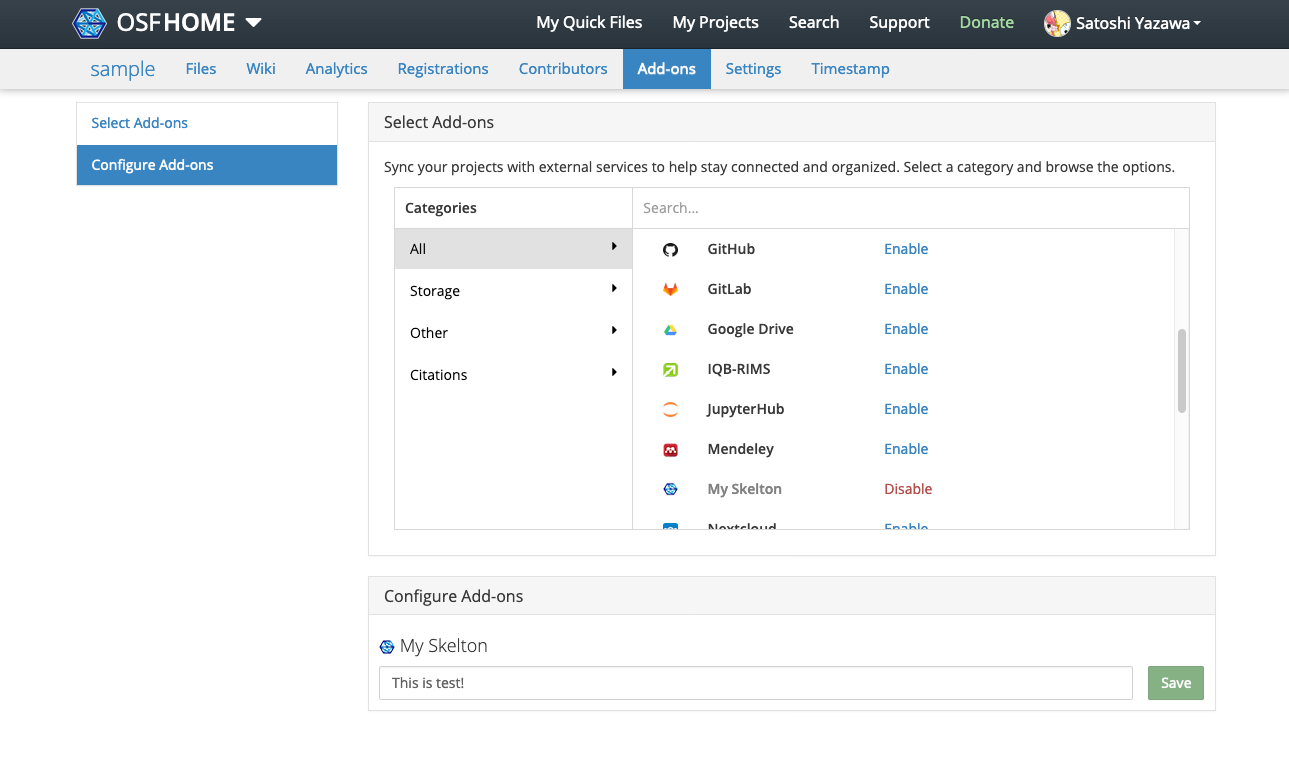 OSFHOME
My Quick Files My Projects Search Support Donate Satoshi Yazawa
sample Files Wiki Analytics Registrations Contributors Add-ons Settings Timestamp
Select Add-ons
Configure Add-ons
Select Add-ons
Sync your projects with external services to help stay connected and organized. Select a category and browse the options.
Categories
All
Storage
Other
Citations
Search...
GitHub Enable
GitLab Enable
Google Drive Enable
IQB-RIMS Enable
JupyterHub Enable
Mendeley Enable
My Skelton Disable
Nextcloud Enable
Configure Add-ons
My Skelton
This is test!
Save